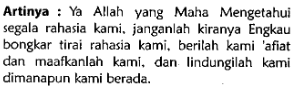 Artinya : Ya Allah yang Maha Mengetahui
segala rahasia kami, janganlah kiranya Engkau
bongkar tirai rahasia kami, berilah kami 'afiat
dan maafkanlah kami, dan lindungilah kami
dimanapun kami berada.